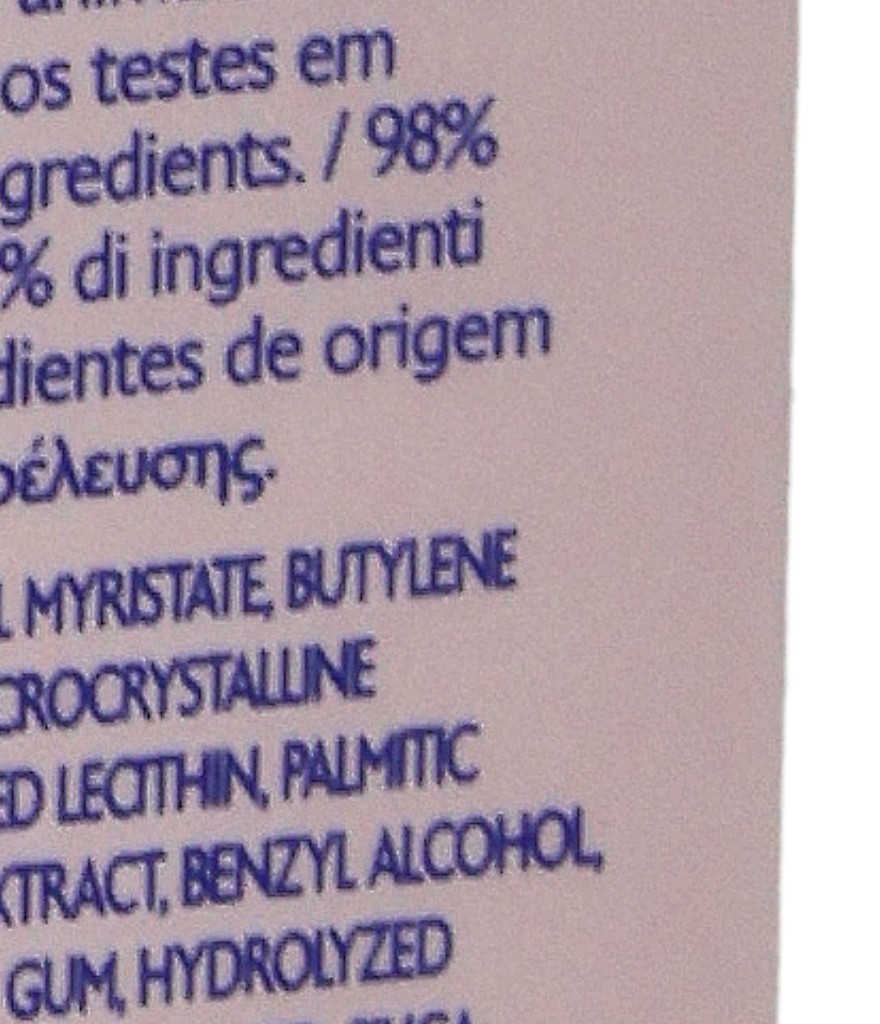 os testes em
gredients. / 98%
% di ingredienti
dientes de origem
οέλευσης.
L MYRISTATE, BUTYLENE
CROCRYSTALLINE
ED LECITHIN, PALMITIC
XTRACT, BENZYL ALCOHOL,
GUM, HYDROLYZED